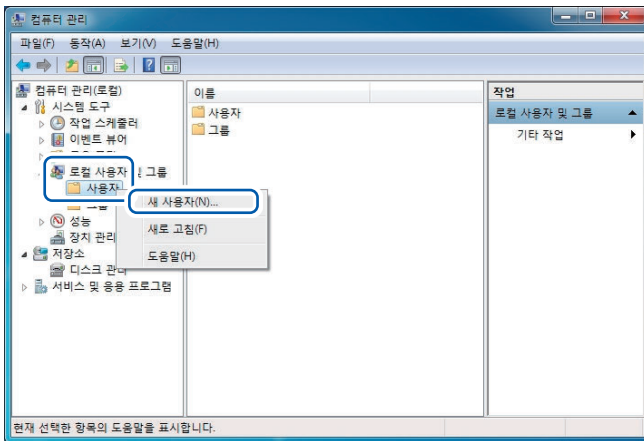 컴퓨터 관리
파일(F) 동작(A) 보기(V) 도움말(H)
컴퓨터 관리(로컬)
시스템 도구
작업 스케줄러
이벤트 뷰어
로컬 사용자 및 그룹
사용자
성능
장치 관리
저장소
디스크 관리
서비스 및 응용 프로그램
새 사용자(N)...
새로 고침(F)
도움말(H)
이름
사용자
그룹
작업
로컬 사용자 및 그룹
기타 작업
현재 선택한 항목의 도움말을 표시합니다.